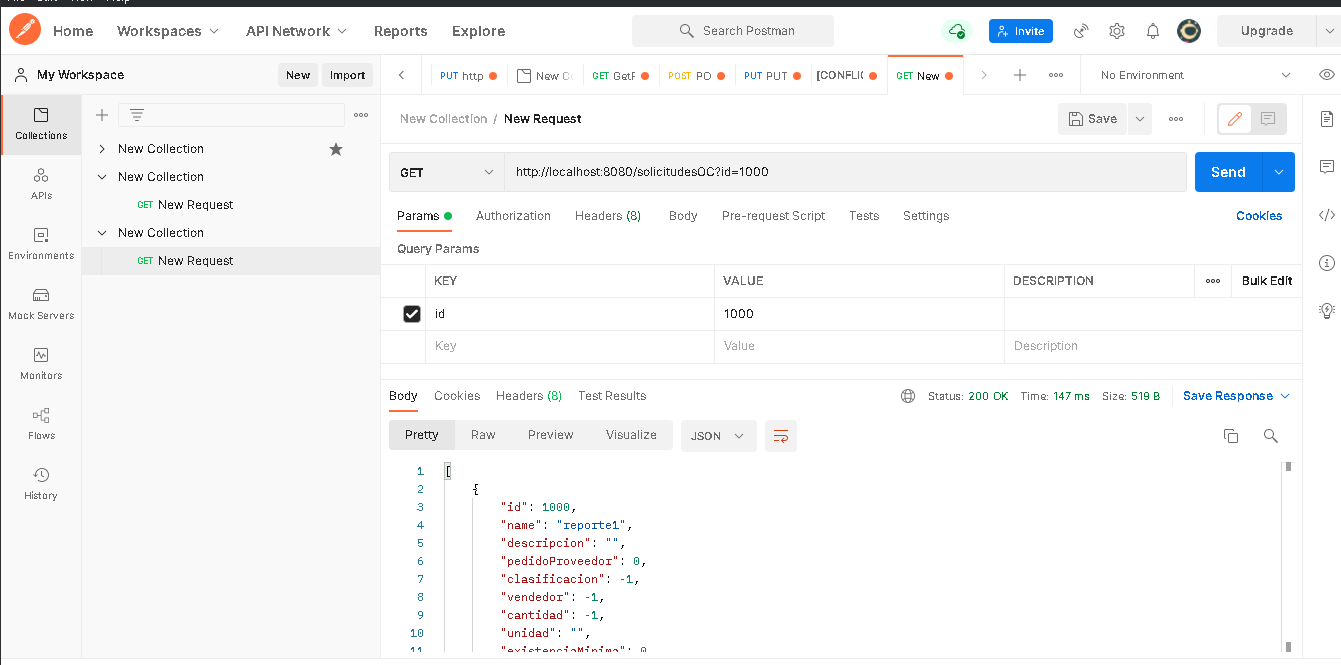 Home Workspaces API Network Reports Explore Search Postman Invite Upgrade
My Workspace New Import PUT http New GET PO POST PO PUT PUT [CONFLIC GET New No Environment
Collections
APIs
Environments
Mock Servers
Monitors
Flows
History
New Collection
New Collection
GET New Request
New Collection
GET New Request
New Collection / New Request Save
GET http://localhost:8080/solicitudesOC?id=1000 Send
Params Authorization Headers (8) Body Pre-request Script Tests Settings Cookies
Query Params
KEY VALUE DESCRIPTION Bulk Edit
id 1000
Key Value Description
Body Cookies Headers (8) Test Results Status: 200 OK Time: 147 ms Size: 519 B Save Response
Pretty Raw Preview Visualize JSON
1 [
2 {
3 "id": 1000,
4 "name": "reporte1",
5 "descripcion": "",
6 "pedidoProveedor": 0,
7 "clasificacion": -1,
8 "vendedor": -1,
9 "cantidad": -1,
10 "unidad": "",
11 "existenciaMinima": 0